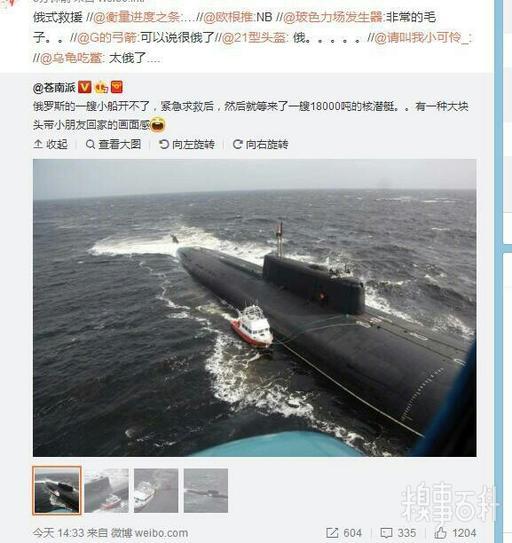 俄式救援 //@衡量进度之条:...//@欧根推:NB //@玻色力场发生器:非常的毛
子。。//@G的弓箭:可以说很俄了//@21型头盔: 俄。。。。。//@请叫我小可怜_:
//@乌龟吃鳖: 太俄了....
@苍南派
俄罗斯的一艘小船开不了，紧急求救后，然后就等来了一艘18000吨的核潜艇。。有一种大块
头带小朋友回家的画面感
收起 查看大图 向左旋转 向右旋转
糗事百科
今天 14:33 来自 微博 weibo.com 604 335 1204